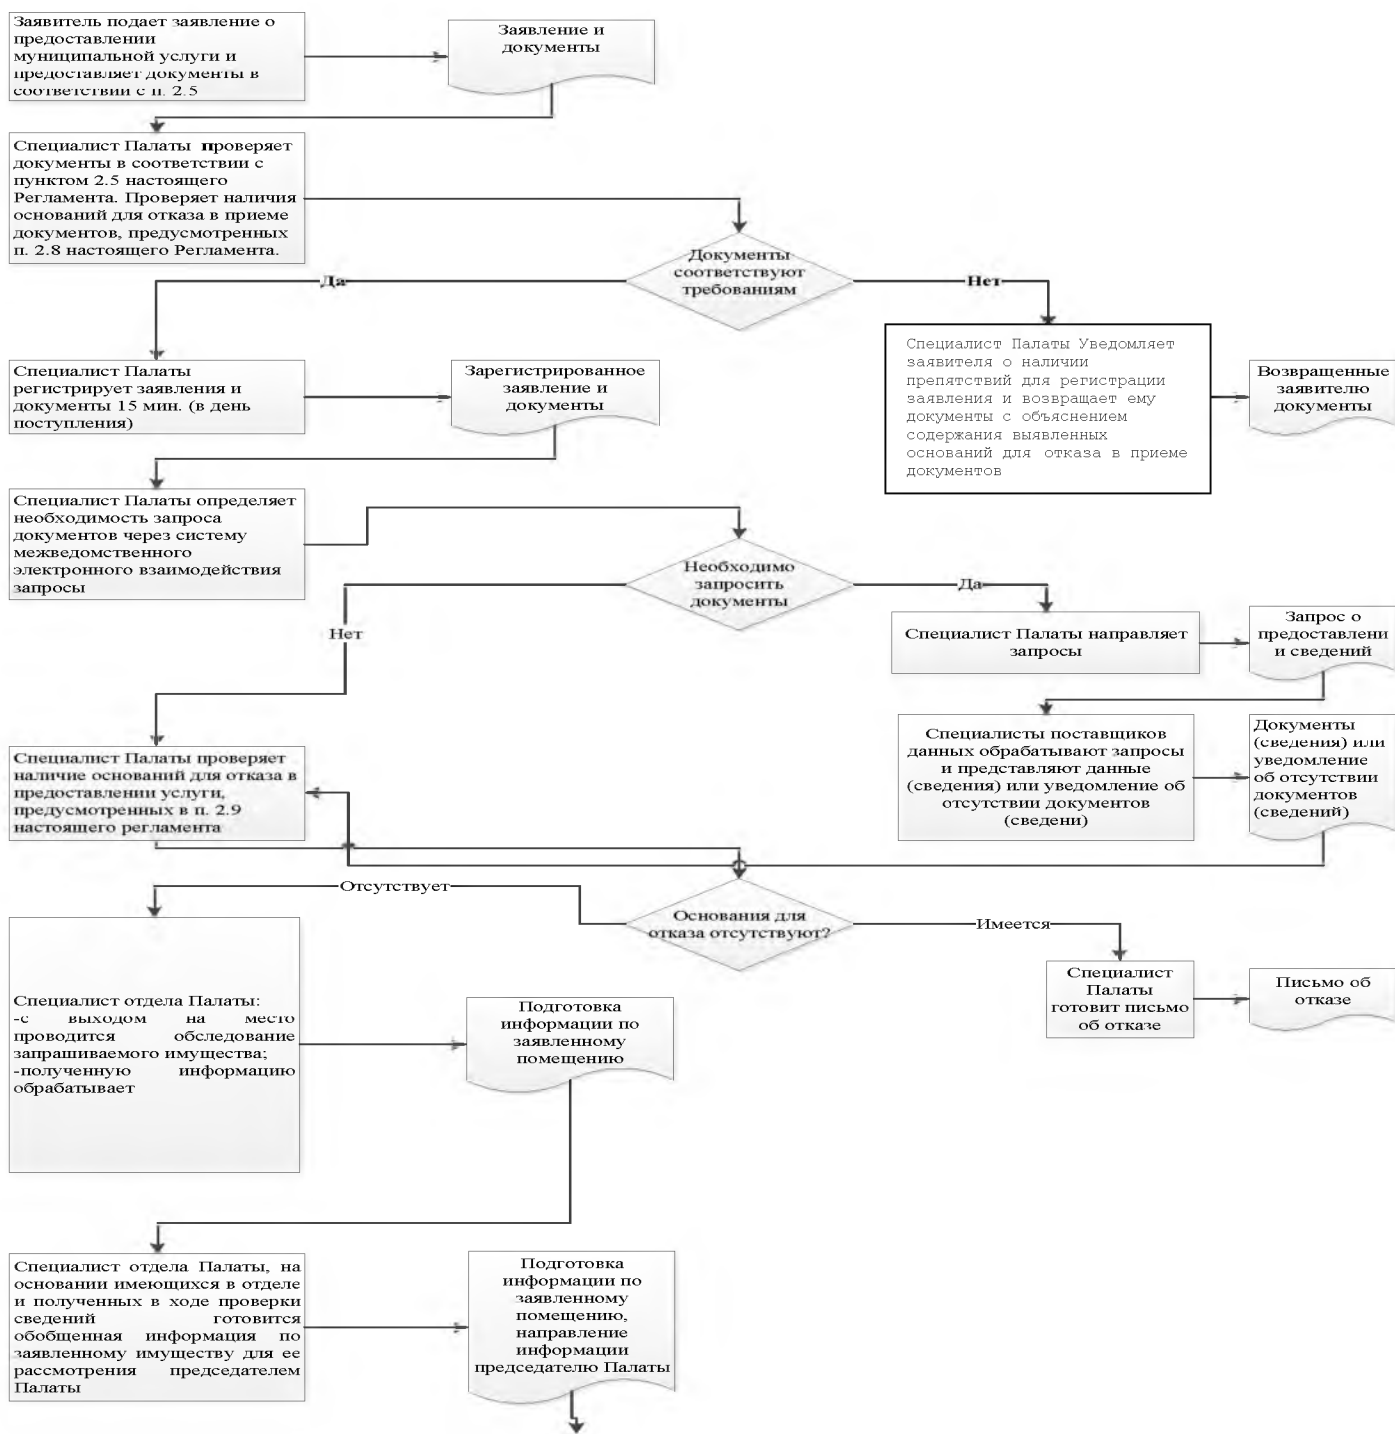 Заявитель подает заявление о
предоставлении
муниципальной услуги и
предоставляет документы в
соответствии с п. 2.5
Заявление и
документы
Специалист Палаты проверяет
документы в соответствии с
пунктом 2.5 настоящего
Регламента. Проверяет наличия
оснований для отказа в приеме
документов, предусмотренных
п. 2.8 настоящего Регламента.
Документы
соответствуют
требованиям
Да
Нет
Специалист Палаты Уведомляет
заявителя о наличии
препятствий для регистрации
заявления и возвращает ему
документы с объяснением
содержания выявленных
оснований для отказа в приеме
документов
Возвращенные
заявителю
документы
Специалист Палаты
регистрирует заявления и
документы 15 мин. (в день
поступления)
Зарегистрированное
заявление и
документы
Специалист Палаты определяет
необходимость запроса
документов через систему
межведомственного
электронного взаимодействия
запросы
Необходимо
запросить
документы
Да
Нет
Специалист Палаты направляет
запросы
Запрос о
предоставлени
и сведений
Специалисты поставщиков
данных обрабатывают запросы
и представляют данные
(сведения) или уведомление об
отсутствии документов
(сведени)
Документы
(сведения) или
уведомление
об отсутствии
документов
(сведений)
Специалист Палаты проверяет
наличие оснований для отказа в
предоставлении услуги,
предусмотренных в п. 2.9
настоящего регламента
Основания для
отказа отсутствуют?
Отсутствует
Имеется
Специалист
Палаты
готовит письмо
об отказе
Письмо об
отказе
Специалист отдела Палаты:
-с выходом на место
проводится обследование
запрашиваемого имущества;
-полученную информацию
обрабатывает
Подготовка
информации по
заявленному
помещению
Специалист отдела Палаты, на
основании имеющихся в отделе
и полученных в ходе проверки
сведений готовится
обобщенная информация по
заявленному имуществу для ее
рассмотрения председателем
Палаты
Подготовка
информации по
заявленному
помещению,
направление
информации
председателю Палаты